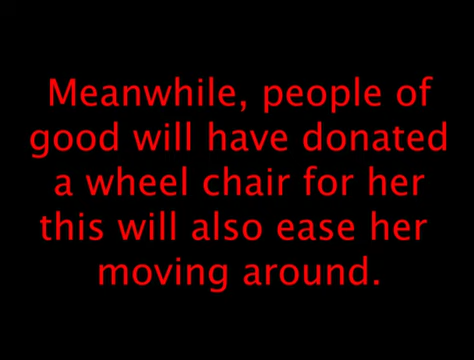 Meanwhile, people of
good will have donated
a wheel chair for her
this will also ease her
moving around.